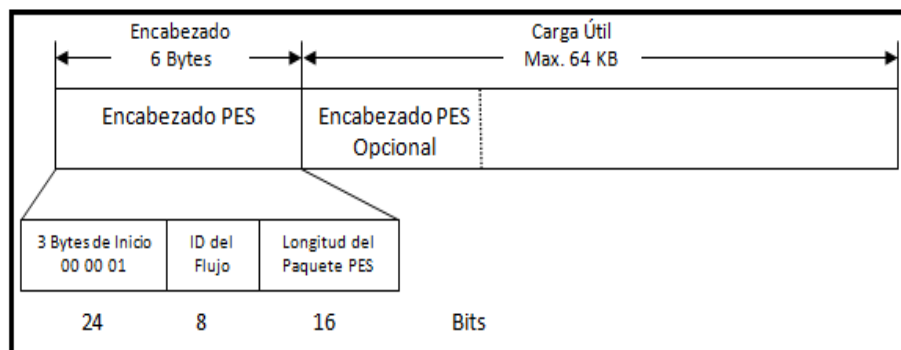 Encabezado
6 Bytes
Carga Útil
Max. 64 KB
Encabezado PES
Encabezado PES
Opcional
3 Bytes de Inicio
00 00 01
ID del
Flujo
Longitud del
Paquete PES
24 8 16 Bits